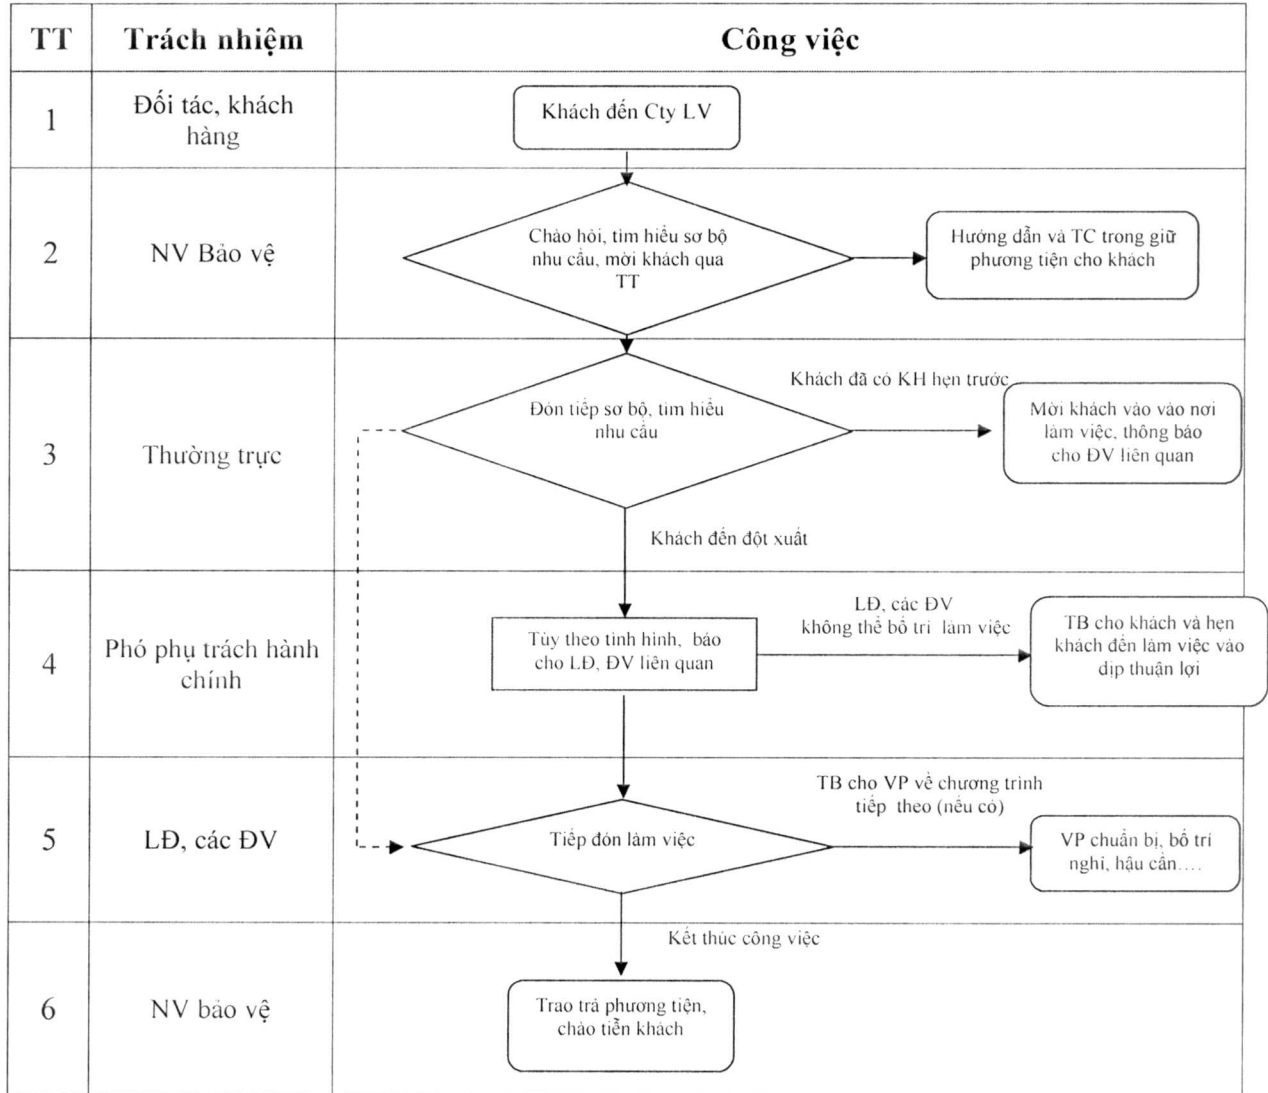 TT
Trách nhiệm
Công việc
1
Đối tác, khách
hàng
Khách đến Cty LV
2
NV Bảo vệ
Chào hỏi, tìm hiểu sơ bộ
nhu cầu, mời khách qua
TT
Hướng dẫn và TC trong giữ
phương tiện cho khách
3
Thường trực
Đón tiếp sơ bộ, tìm hiểu
nhu cầu
Khách đã có KH hẹn trước
Mời khách vào vào nơi
làm việc, thông báo
cho ĐV liên quan
Khách đến đột xuất
4
Phó phụ trách hành
chính
Tùy theo tình hình, báo
cho LĐ, ĐV liên quan
LĐ, các ĐV
không thể bố trí làm việc
TB cho khách và hẹn
khách đến làm việc vào
dịp thuận lợi
5
LĐ, các ĐV
Tiếp đón làm việc
TB cho VP về chương trình
tiếp theo (nếu có)
VP chuẩn bị, bố trí
nghỉ, hậu cần....
Kết thúc công việc
6
NV bảo vệ
Trao trả phương tiện,
chào tiễn khách